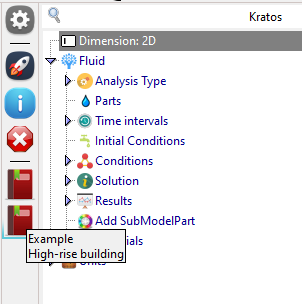 Kratos
Dimension: 2D
Fluid
Analysis Type
Parts
Time intervals
Initial Conditions
Conditions
Solution
Results
Add SubModelPart
Example
High-rise building